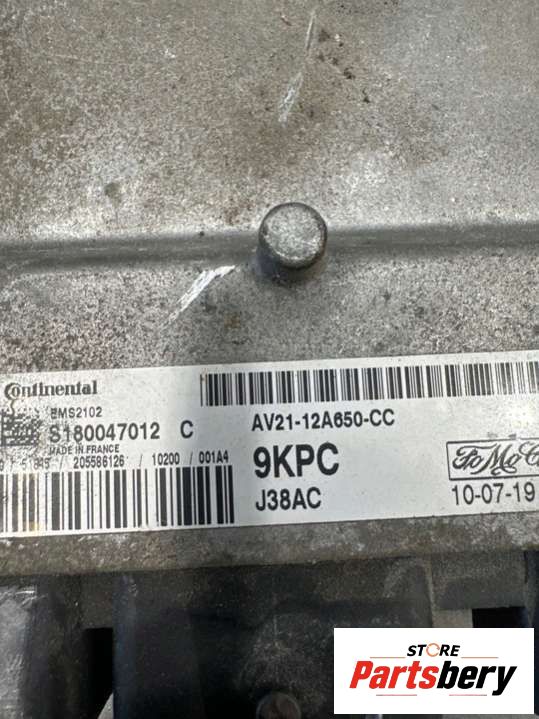 Continental
EMS2102
S180047012 C
MADE IN FRANCE
205586126 / 10200 / 001A4
AV21-12A650-CC
9KPC
J38AC
10-07-19
STORE
Partsbery